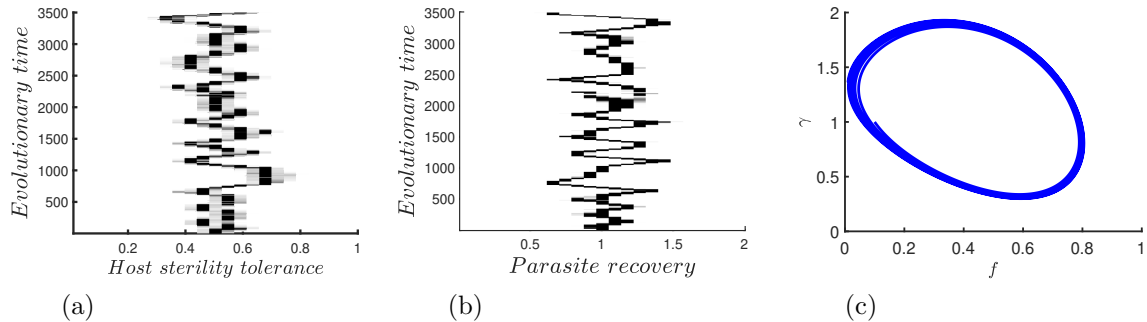 3500
3000
2500
2000
1500
1000
500
0.2 0.4 0.6 0.8 1
Evolutionary time
Host sterility tolerance
(a)
3500
3000
2500
2000
1500
1000
500
0.5 1 1.5 2
Evolutionary time
Parasite recovery
(b)
2
1.5
1
0.5
0
0 0.2 0.4 0.6 0.8 1
γ
f
(c)